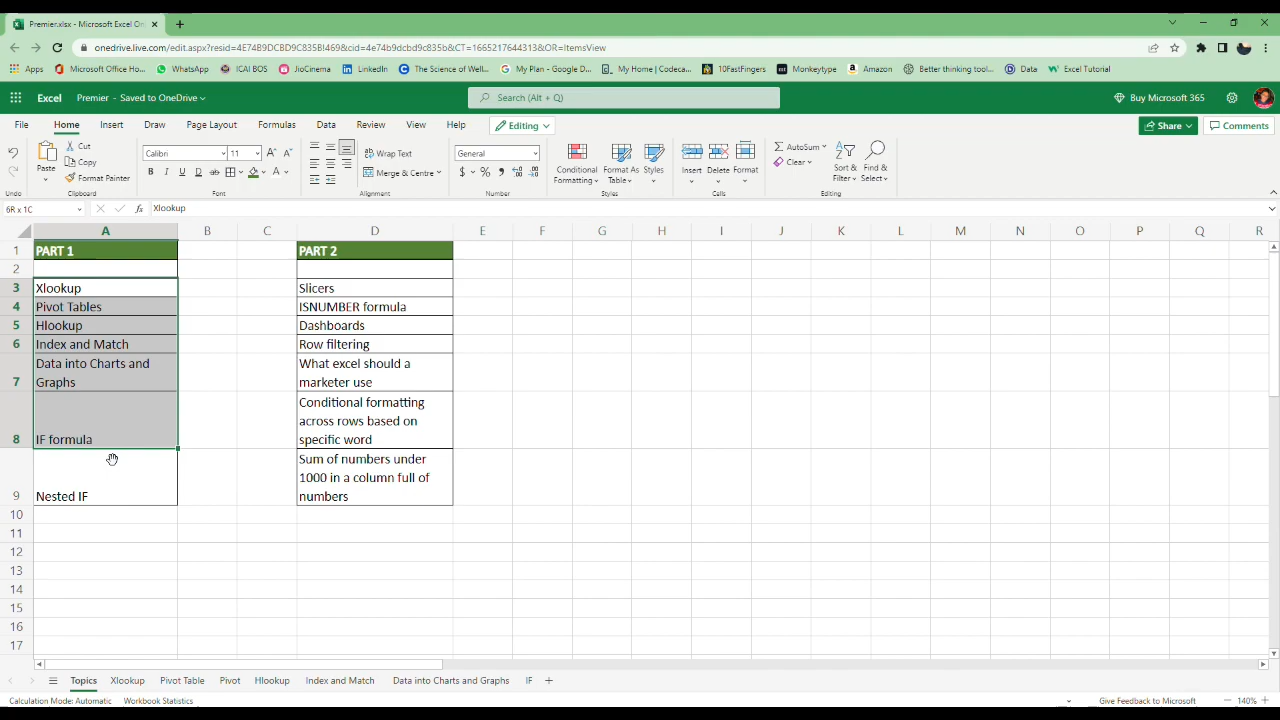 Premier.xlsx - Microsoft Excel On
onedrive.live.com/edit.aspx?resid=4E74B9DCBD9C835B!469&cid=4e74b9dcbd9c835b&CT=1665217644313&OR=ItemsView
Apps Microsoft Office Ho... WhatsApp ICAI BOS JioCinema LinkedIn The Science of Well... My Plan - Google D... My Home | Codeca... 10FastFingers Monkeytype Amazon Better thinking tool... Data Excel Tutorial
Excel Premier - Saved to OneDrive Search (Alt + Q) Buy Microsoft 365
File Home Insert Draw Page Layout Formulas Data Review View Help Editing Share Comments
Cut Copy Format Painter Paste
Calibri 11
B I U D ab A
Wrap Text
Merge & Centre
General
$ % 9
Conditional Formatting Format As Table Styles Insert Delete Format
AutoSum Clear Sort & Filter Find & Select
Undo Clipboard Font Alignment Number Styles Cells Editing
6R x 1C fx Xlookup
A B C D E F G H I J K L M N O P Q R
1 PART 1 PART 2
2
3 Xlookup Slicers
4 Pivot Tables ISNUMBER formula
5 Hlookup Dashboards
6 Index and Match Row filtering
Data into Charts and What excel should a
7 Graphs marketer use
Conditional formatting
across rows based on
8 IF formula specific word
Sum of numbers under
1000 in a column full of
9 Nested IF numbers
10
11
12
13
14
15
16
17
Topics Xlookup Pivot Table Pivot Hlookup Index and Match Data into Charts and Graphs IF
Calculation Mode: Automatic Workbook Statistics Give Feedback to Microsoft 140%